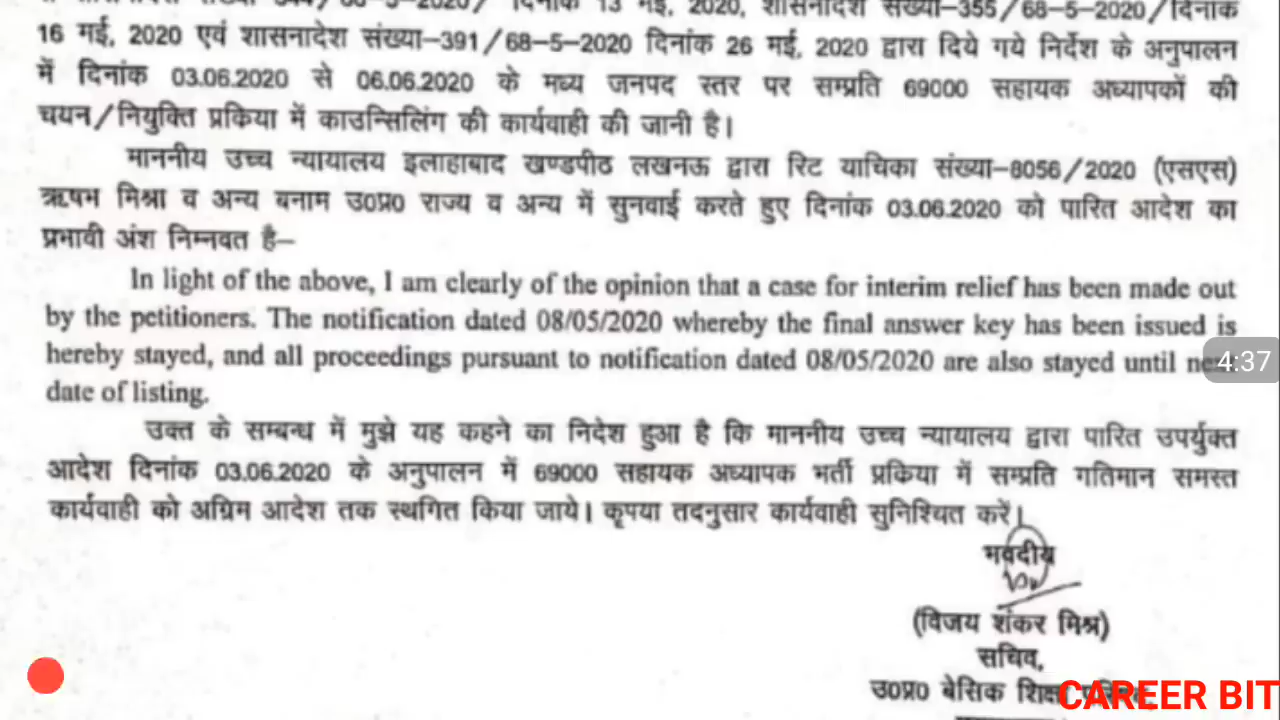 दिनांक 13 मई, 2020, शासनादेश संख्या-355/68-5-2020/दिनांक
16 मई, 2020 एवं शासनादेश संख्या-391/68-5-2020 दिनांक 26 मई, 2020 द्वारा दिये गये निर्देश के अनुपालन
में दिनांक 03.06.2020 से 06.06.2020 के मध्य जनपद स्तर पर सम्प्रति 69000 सहायक अध्यापकों की
चयन/नियुक्ति प्रकिया में काउन्सिलिंग की कार्यवाही की जानी है।
माननीय उच्च न्यायालय इलाहाबाद खण्डपीठ लखनऊ द्वारा रिट याचिका संख्या-8056/2020 (एसएस)
ऋषभ मिश्रा व अन्य बनाम उ0प्र0 राज्य व अन्य में सुनवाई करते हुए दिनांक 03.06.2020 को पारित आदेश का
प्रभावी अंश निम्नवत है-
In light of the above, I am clearly of the opinion that a case for interim relief has been made out
by the petitioners. The notification dated 08/05/2020 whereby the final answer key has been issued is
hereby stayed, and all proceedings pursuant to notification dated 08/05/2020 are also stayed until
4:37
date of listing.
उक्त के सम्बन्ध में मुझे यह कहने का निदेश हुआ है कि माननीय उच्च न्यायालय द्वारा पारित उपर्युक्त
आदेश दिनांक 03.06.2020 के अनुपालन में 69000 सहायक अध्यापक भर्ती प्रकिया में सम्प्रति गतिमान समस्त
कार्यवाही को अग्रिम आदेश तक स्थगित किया जाये। कृपया तदनुसार कार्यवाही सुनिश्चित करें।
भवदीय
(विजय शंकर मिश्र)
सचिव,
उ0प्र0 बेसिक शिक्षा
CAREER BIT